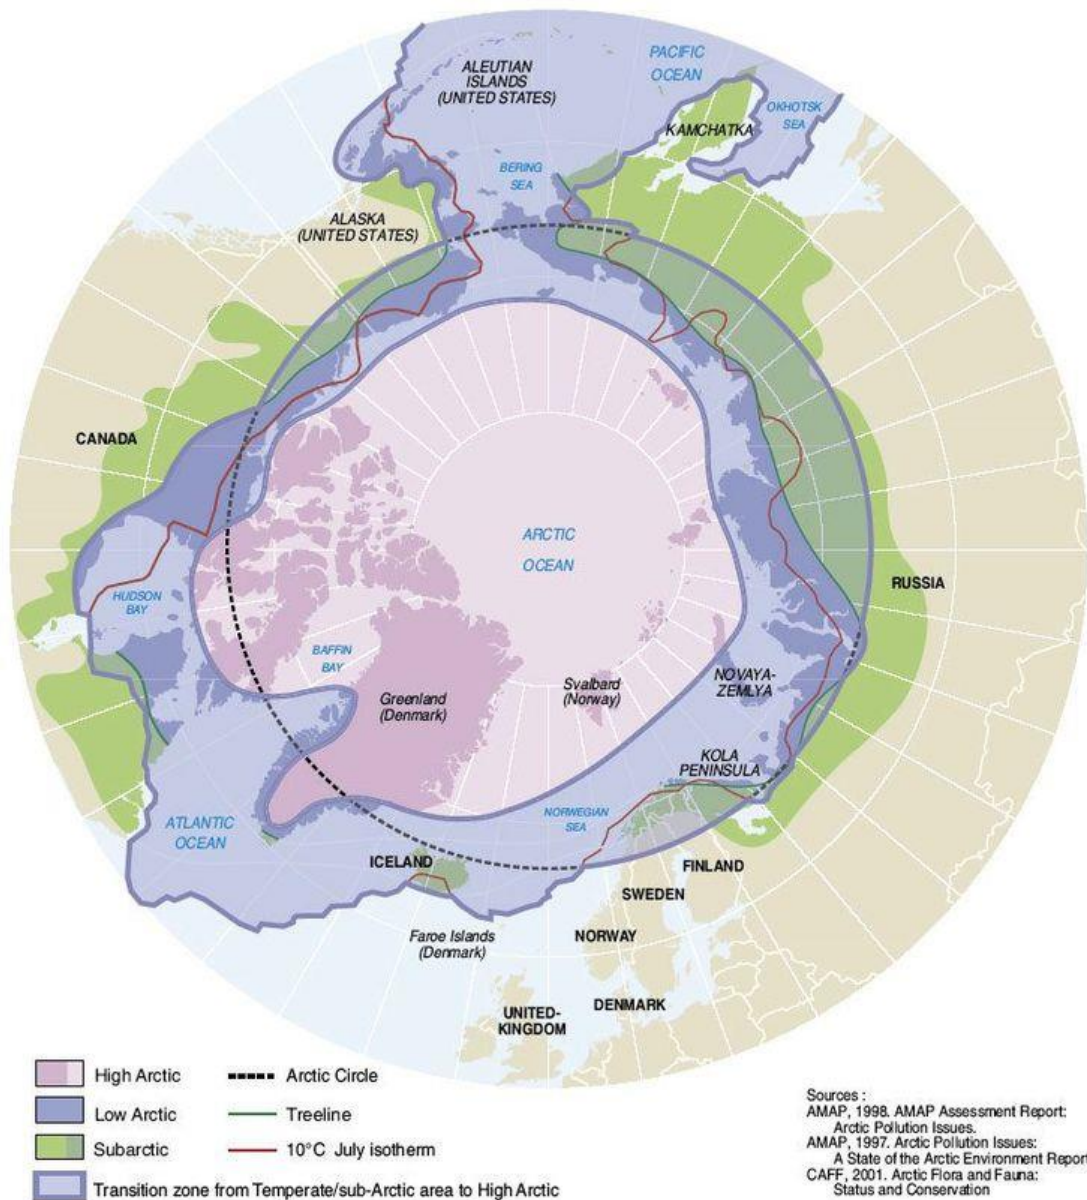 PACIFIC
OCEAN
ALEUTIAN
ISLANDS
(UNITED STATES)
OKHOTSK
SEA
KAMCHATKA
BERING
SEA
ALASKA
(UNITED STATES)
CANADA
ARCTIC
OCEAN
RUSSIA
HUDSON
BAY
BAFFIN
BAY
Greenland
(Denmark)
Svalbard
(Norway)
NOVAYA-
ZEMLYA
KOLA
PENINSULA
NORWEGIAN
SEA
ATLANTIC
OCEAN
ICELAND
FINLAND
SWEDEN
Faroe Islands
(Denmark)
NORWAY
DENMARK
UNITED-
KINGDOM
High Arctic
Low Arctic
Subarctic
Transition zone from Temperate/sub-Arctic area to High Arctic
Arctic Circle
Treeline
10°C July isotherm
Sources :
AMAP, 1998. AMAP Assessment Report:
Arctic Pollution Issues.
AMAP, 1997. Arctic Pollution Issues:
A State of the Arctic Environment Report
CAFF, 2001. Arctic Flora and Fauna:
Status and Conservation